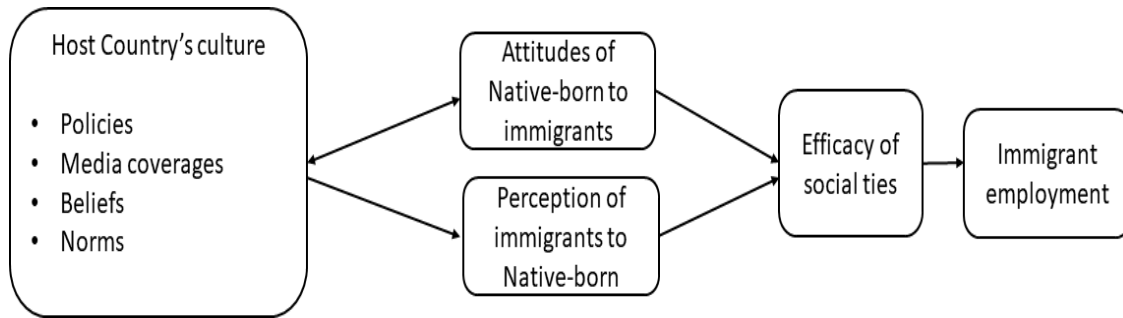 Host Country’s culture
• Policies
• Media coverages
• Beliefs
• Norms
Attitudes of
Native-born to
immigrants
Perception of
immigrants to
Native-born
Efficacy of
social ties
Immigrant
employment